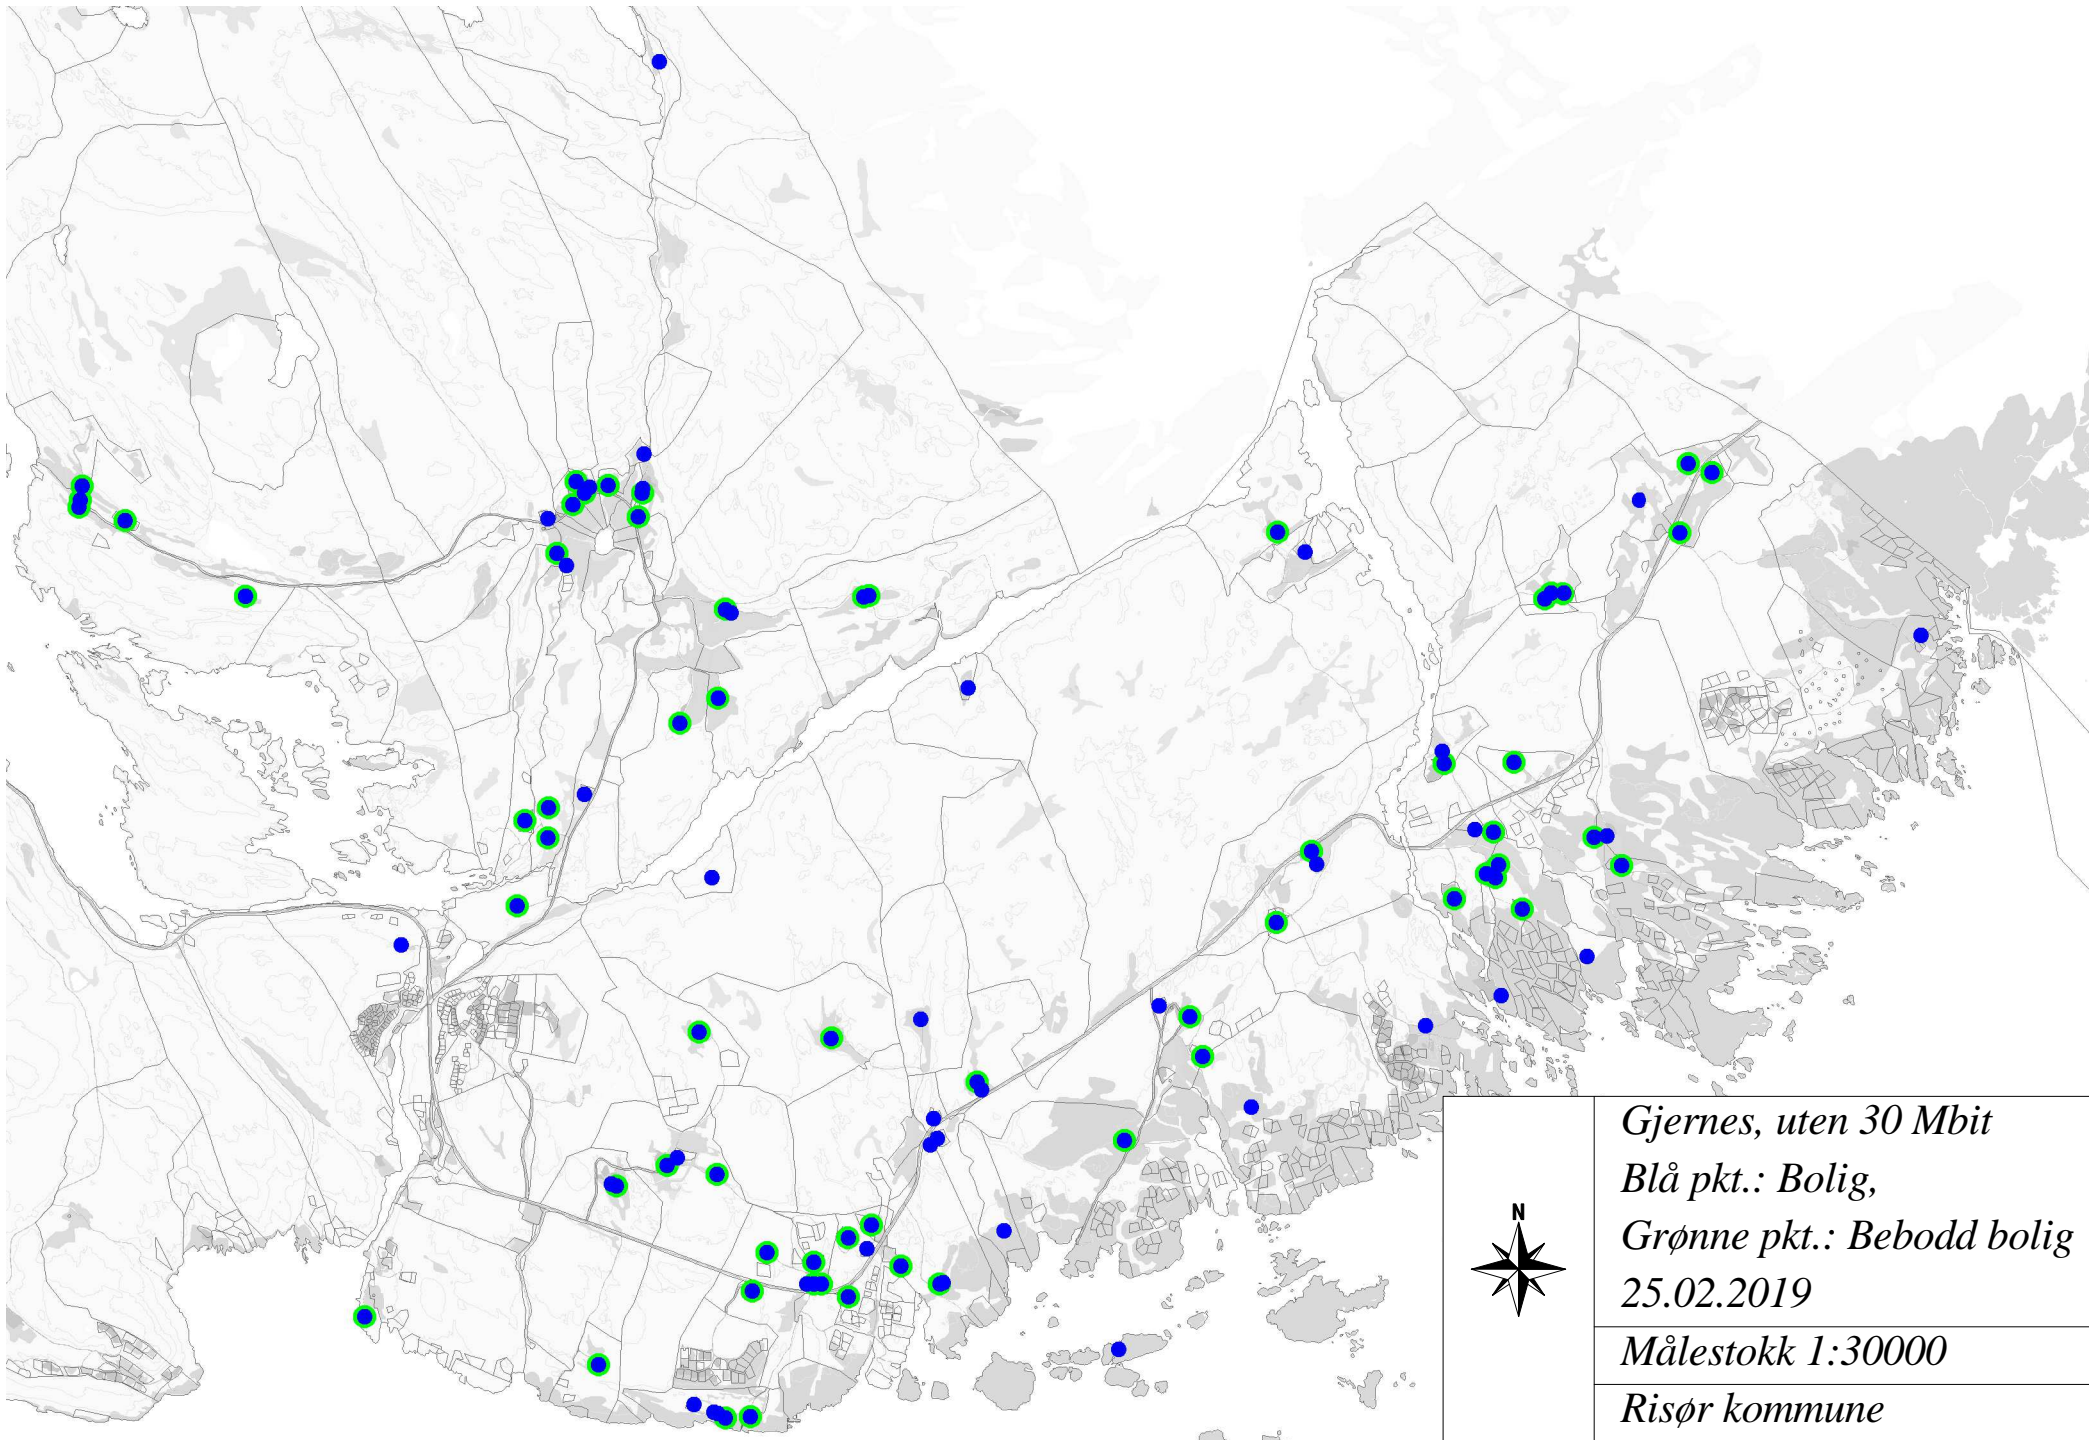 N
Gjernes, uten 30 Mbit
Blå pkt.: Bolig,
Grønne pkt.: Bebodd bolig
25.02.2019
Målestokk 1:30000
Risør kommune